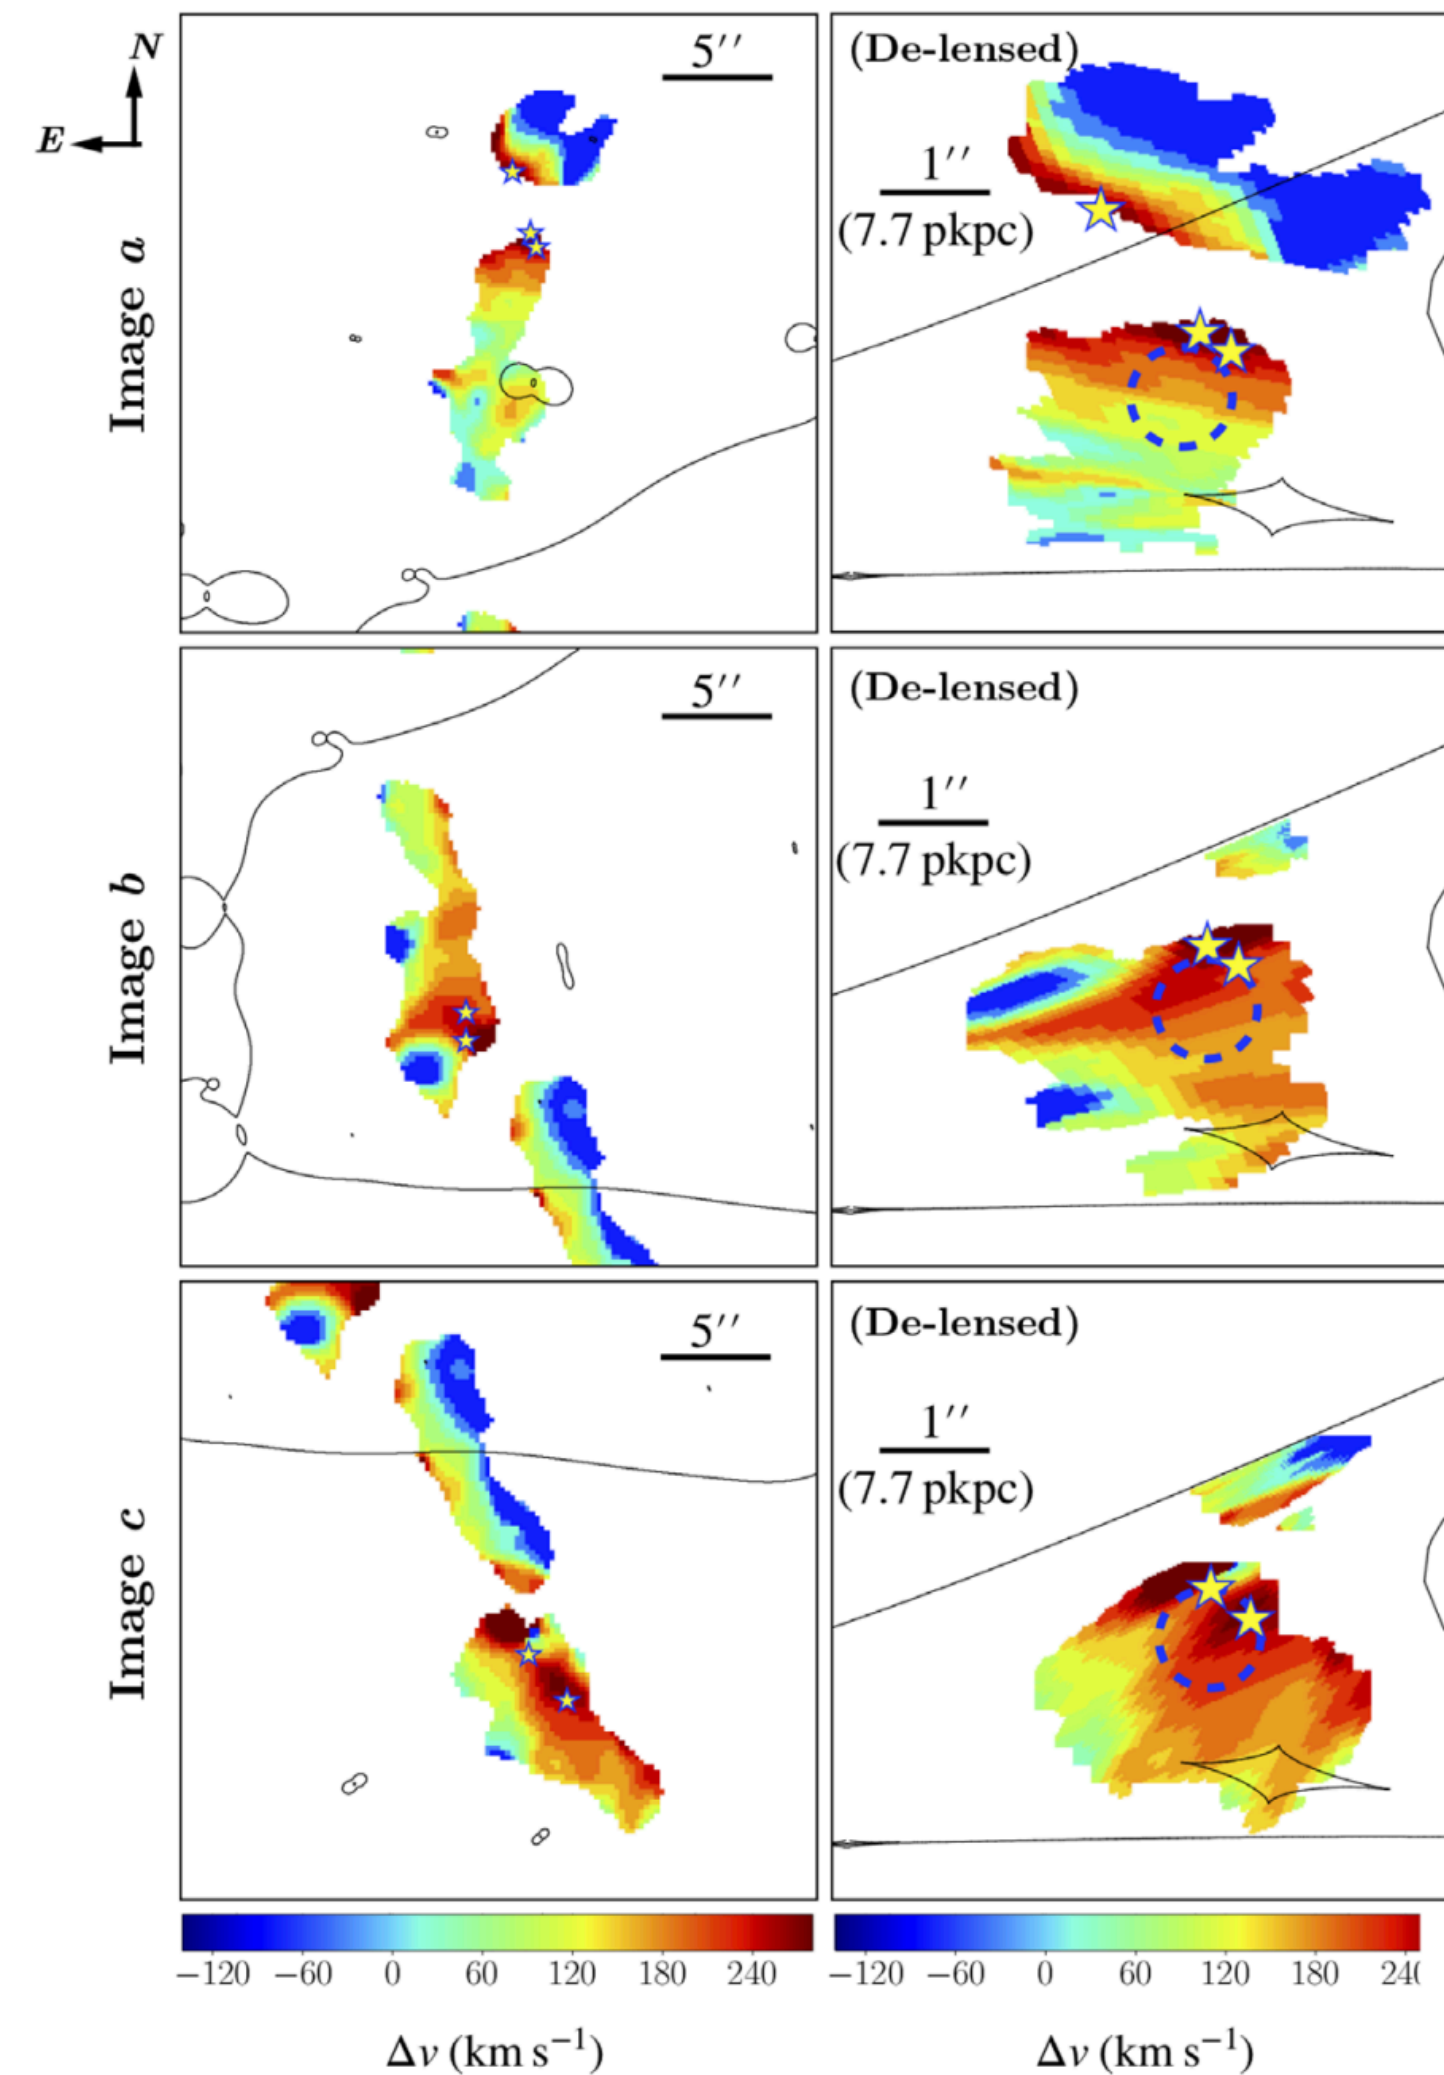 N
E
Image a
5′′
(De-lensed)
1′′
(7.7 pkpc)
Image b
5′′
(De-lensed)
1′′
(7.7 pkpc)
Image c
5′′
(De-lensed)
1′′
(7.7 pkpc)
−120 −60 0 60 120 180 240
−120 −60 0 60 120 180
Δv (km s⁻¹)
Δv (km s⁻¹)